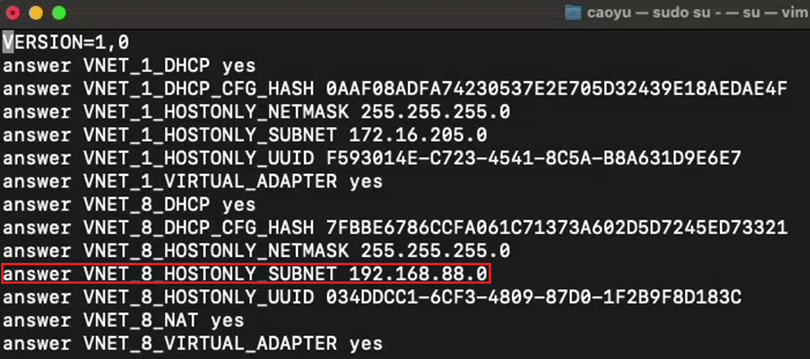 caoyu — sudo su - — su — vim
VERSION=1,0
answer VNET_1_DHCP yes
answer VNET_1_DHCP_CFG_HASH 0AAF08ADFA74230537E2E705D32439E18AEDAE4F
answer VNET_1_HOSTONLY_NETMASK 255.255.255.0
answer VNET_1_HOSTONLY_SUBNET 172.16.205.0
answer VNET_1_HOSTONLY_UUID F593014E-C723-4541-8C5A-B8A631D9E6E7
answer VNET_1_VIRTUAL_ADAPTER yes
answer VNET_8_DHCP yes
answer VNET_8_DHCP_CFG_HASH 7FBBE6786CCFA061C71373A602D5D7245ED73321
answer VNET_8_HOSTONLY_NETMASK 255.255.255.0
answer VNET_8_HOSTONLY_SUBNET 192.168.88.0
answer VNET_8_HOSTONLY_UUID 034DDCC1-6CF3-4809-87D0-1F2B9F8D183C
answer VNET_8_NAT yes
answer VNET_8_VIRTUAL_ADAPTER yes